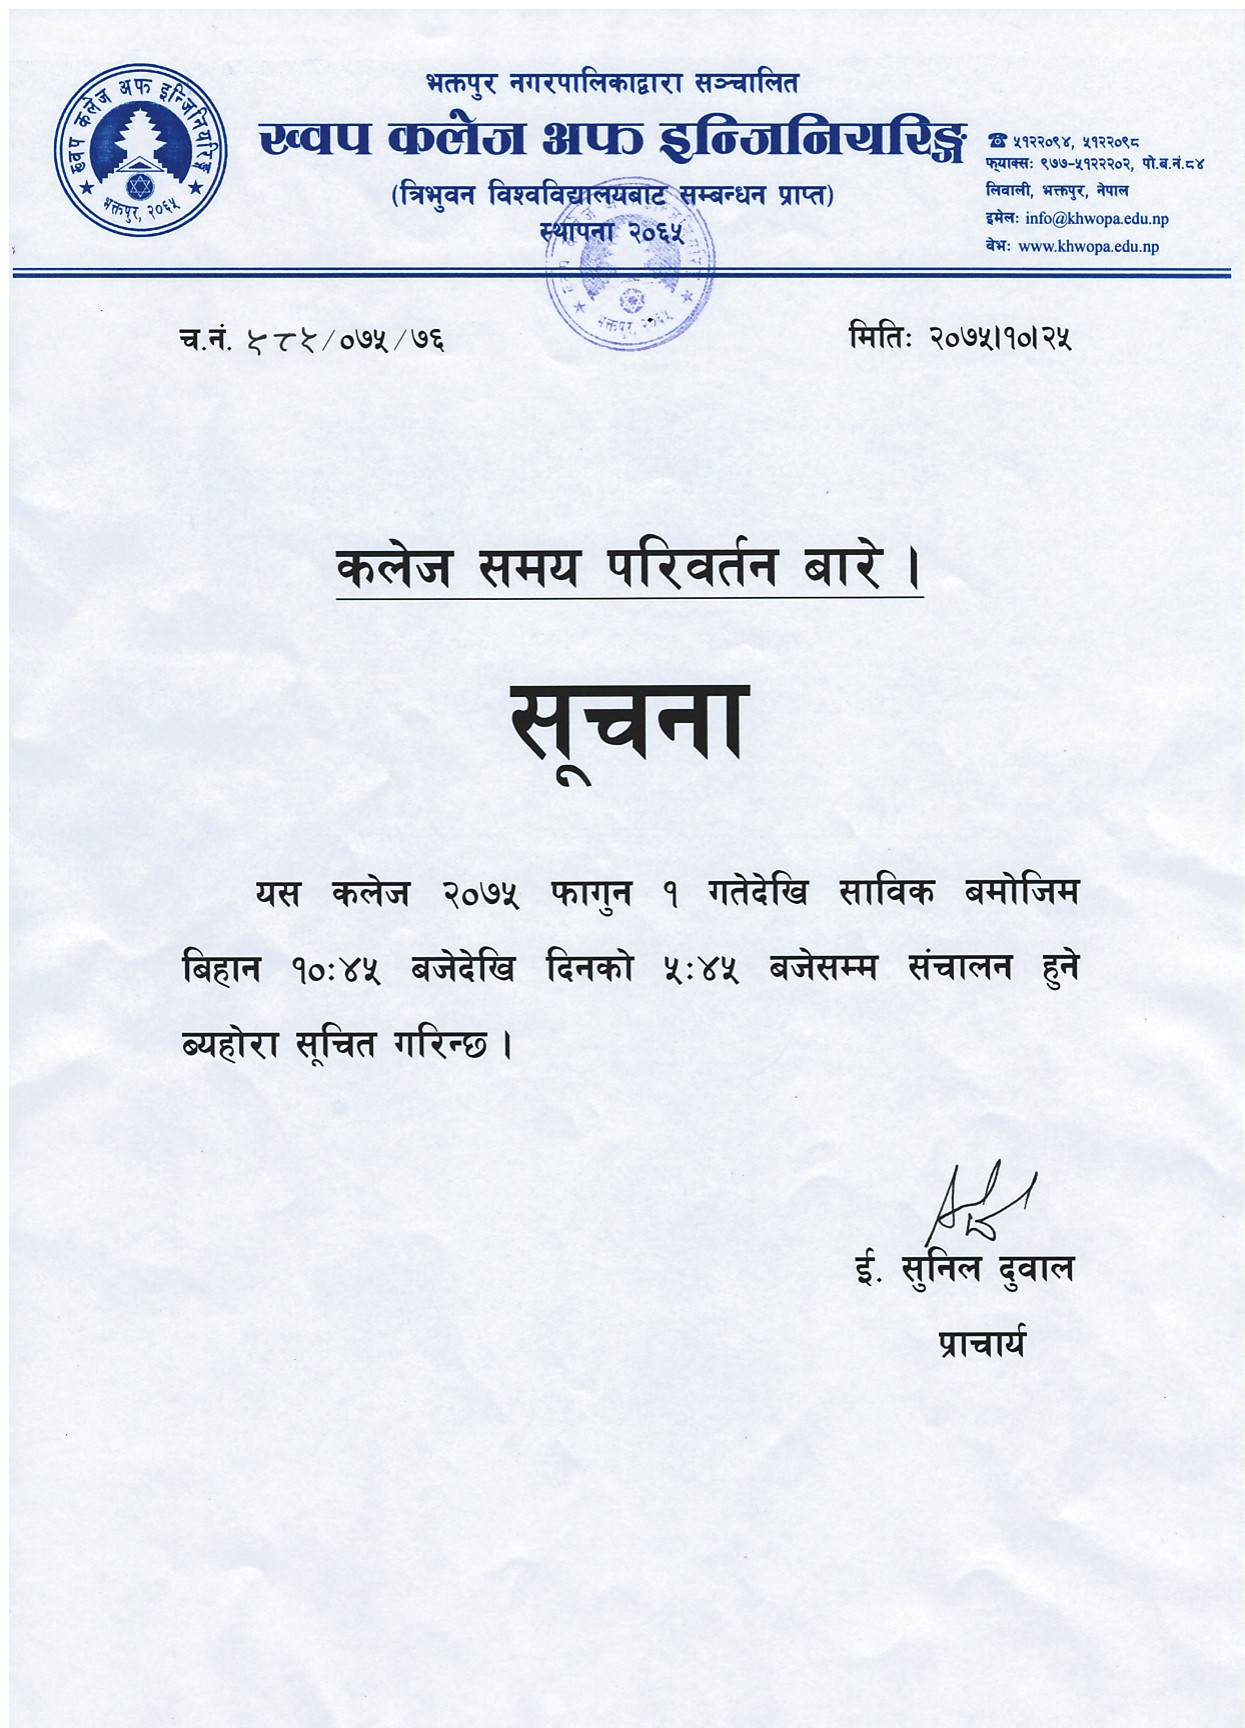 भक्तपुर नगरपालिकाद्वारा सञ्चालित
ख्वप कलेज अफ इन्जिनियरिङ्ग
(त्रिभुवन विश्वविद्यालयबाट सम्बन्धन प्राप्त)
स्थापना २०६५
ख्वप कलेज अफ इन्जिनियरिङ्ग
भक्तपुर, २०६५
☎ ५१२२०९४, ५१२२०९८
फ्याक्सः ९७७-५१२२२०२, पो.ब.नं.८४
लिवाली, भक्तपुर, नेपाल
इमेलः info@khwopa.edu.np
वेभः www.khwopa.edu.np
भक्तपुर, २०६५
च.नं. /०७५/७६
मितिः २०७५।१०।२५
कलेज समय परिवर्तन बारे ।
सूचना
यस कलेज २०७५ फागुन १ गतेदेखि साविक बमोजिम
बिहान १०:४५ बजेदेखि दिनको ५:४५ बजेसम्म संचालन हुने
ब्यहोरा सूचित गरिन्छ ।
ई. सुनिल दुवाल
प्राचार्य